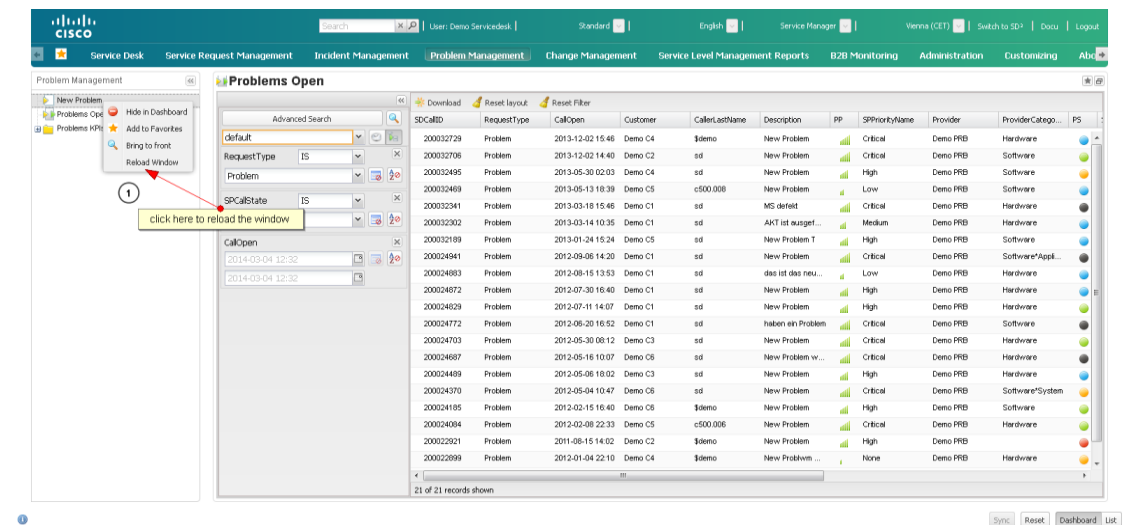 CISCO
Search
User: Demo Servicedesk |
Standard |
English |
Service Manager |
Vienna (CET) | Switch to SD² | Docu | Logout
Service Desk Service Request Management Incident Management Problem Management Change Management Service Level Management Reports B2B Monitoring Administration Customizing
Problem Management
New Problem
Problems
Problems KPIs
Hide in Dashboard
Add to Favorites
Bring to front
Reload Window
1
click here to reload the window
Problems Open
Advanced Search
default
RequestType IS
Problem
SPCallState IS
CallOpen
2014-03-04 12:32
2014-03-04 12:32
Download Reset layout Reset Filter
SDCallID RequestType CallOpen Customer CallerLastName Description PP SPPriorityName Provider ProviderCatego... PS
200032729 Problem 2013-12-02 15:46 Demo C4 $demo New Problem Critical Demo PRB Hardware
200032706 Problem 2013-12-02 14:40 Demo C2 sd New Problem Critical Demo PRB Software
200032495 Problem 2013-05-30 02:03 Demo C4 sd New Problem High Demo PRB Software
200032469 Problem 2013-05-13 18:39 Demo C5 c500.008 New Problem Low Demo PRB Software
200032341 Problem 2013-03-18 15:46 Demo C1 sd MS defekt Critical Demo PRB Hardware
200032302 Problem 2013-03-14 10:35 Demo C1 sd AKT ist ausgef... Medium Demo PRB Hardware
200032189 Problem 2013-01-24 15:24 Demo C5 sd New Problem T High Demo PRB Software
200024941 Problem 2012-09-06 14:20 Demo C1 sd New Problem Critical Demo PRB Software*Appli...
200024883 Problem 2012-08-15 13:53 Demo C1 sd das ist das neu... Low Demo PRB Hardware
200024872 Problem 2012-07-30 16:40 Demo C1 sd New Problem High Demo PRB Hardware
200024829 Problem 2012-07-11 14:07 Demo C1 sd New Problem High Demo PRB Hardware
200024772 Problem 2012-06-20 16:52 Demo C1 sd haben ein Problem Critical Demo PRB Software
200024703 Problem 2012-05-30 08:12 Demo C3 sd New Problem Critical Demo PRB Hardware
200024687 Problem 2012-05-16 10:07 Demo C6 sd New Problem w... Critical Demo PRB Hardware
200024489 Problem 2012-05-06 18:02 Demo C3 sd New Problem High Demo PRB Hardware
200024370 Problem 2012-05-04 10:47 Demo C6 sd New Problem Critical Demo PRB Software*System
200024185 Problem 2012-02-15 16:40 Demo C6 $demo New Problem High Demo PRB Software
200024084 Problem 2012-02-08 22:33 Demo C5 c500.006 New Problem Critical Demo PRB Hardware
200022921 Problem 2011-08-15 14:02 Demo C2 $demo New Problem High Demo PRB
200022899 Problem 2012-01-04 22:10 Demo C4 $demo New Problwm ... None Demo PRB Hardware
21 of 21 records shown
Sync Reset Dashboard List